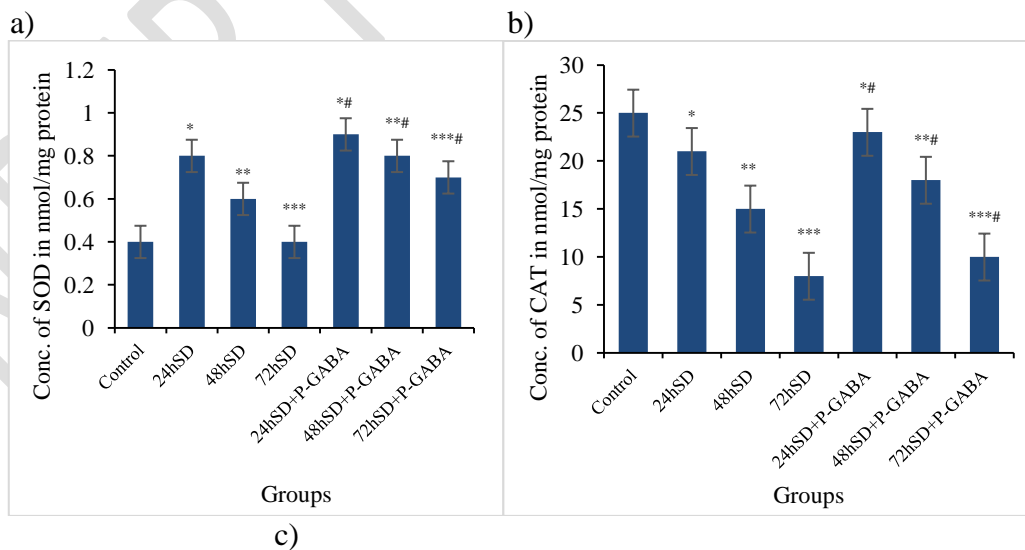 a)
Conc. of SOD in nmol/mg protein
1.2
1
0.8
0.6
0.4
0.2
0
*
**
***
*#
**#
***#
Control
24hSD
48hSD
72hSD
24hSD+P-GABA
48hSD+P-GABA
72hSD+P-GABA
Groups
b)
Conc. of CAT in nmol/mg protein
30
25
20
15
10
5
0
*
**
***
*#
**#
***#
Control
24hSD
48hSD
72hSD
24hSD+P-GABA
48hSD+P-GABA
72hSD+P-GABA
Groups
c)